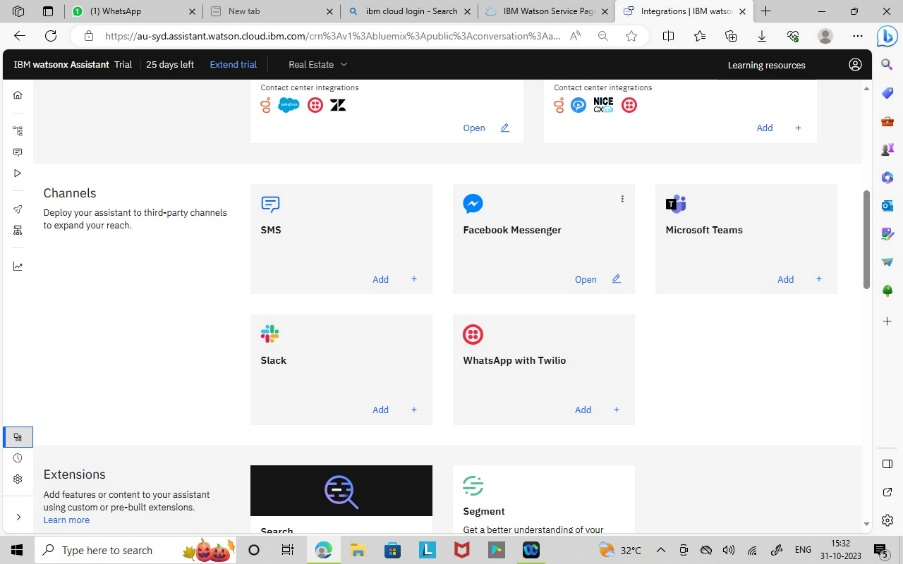 (1) WhatsApp
New tab
ibm cloud login - Search
IBM Watson Service Page
Integrations | IBM watso
https://au-syd.assistant.watson.cloud.ibm.com/crn%3Av1%3Abluemix%3Apublic%3Aconversation%3Aa...
IBM watsonx Assistant Trial
25 days left
Extend trial
Real Estate
Learning resources
Contact center integrations
Contact center integrations
NICE
Open
Add +
Channels
Deploy your assistant to third-party channels
to expand your reach.
SMS
Add +
Facebook Messenger
Open
Microsoft Teams
Add +
Slack
Add +
WhatsApp with Twilio
Add +
Extensions
Add features or content to your assistant
using custom or pre-built extensions.
Learn more
Search
Segment
Get a better understanding of your
Type here to search
32°C
ENG
15:32
31-10-2023
5